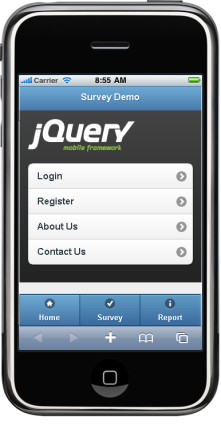 Carrier 8:55 AM
Survey Demo
jQuery
mobile framework
Login
Register
About Us
Contact Us
Home Survey Report